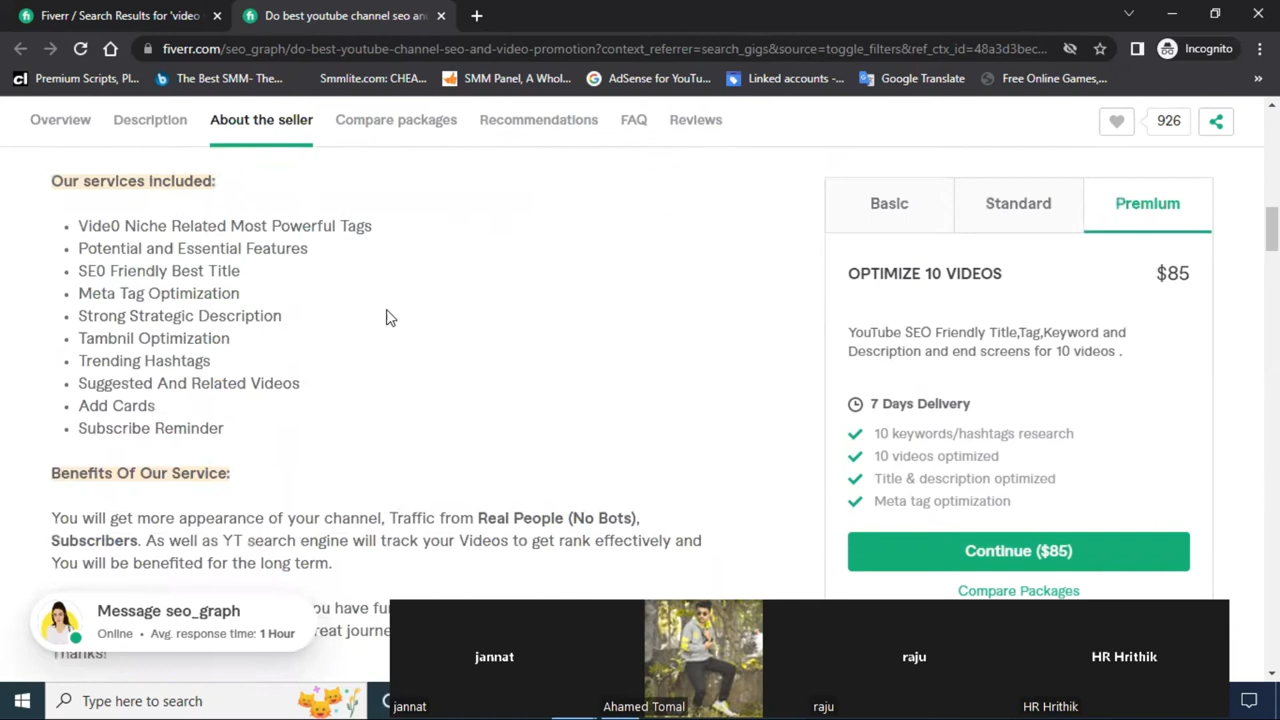 Fiverr / Search Results for 'video
Do best youtube channel seo and
fiverr.com/seo_graph/do-best-youtube-channel-seo-and-video-promotion?context_referrer=search_gigs&source=toggle_filters&ref_ctx_id=48a3d3bec...
Incognito
Premium Scripts, Pl...
The Best SMM- The...
Smmlite.com: CHEA...
SMM Panel, A Whol...
AdSense for YouTu...
Linked accounts -...
Google Translate
Free Online Games,...
»
Overview
Description
About the seller
Compare packages
Recommendations
FAQ
Reviews
926
Our services Included:
• Vide0 Niche Related Most Powerful Tags
• Potential and Essential Features
• SE0 Friendly Best Title
• Meta Tag Optimization
• Strong Strategic Description
• Tambnil Optimization
• Trending Hashtags
• Suggested And Related Videos
• Add Cards
• Subscribe Reminder
Benefits Of Our Service:
You will get more appearance of your channel, Traffic from Real People (No Bots),
Subscribers. As well as YT search engine will track your Videos to get rank effectively and
You will be benefited for the long term.
ou have fu
reat journe
Thanks!
Message seo_graph
Online • Avg. response time: 1 Hour
Basic
Standard
Premium
OPTIMIZE 10 VIDEOS
$85
YouTube SEO Friendly Title,Tag,Keyword and
Description and end screens for 10 videos .
7 Days Delivery
10 keywords/hashtags research
10 videos optimized
Title & description optimized
Meta tag optimization
Continue ($85)
Compare Packages
jannat
raju
HR Hrithik
jannat
Ahamed Tomal
raju
HR Hrithik
Type here to search